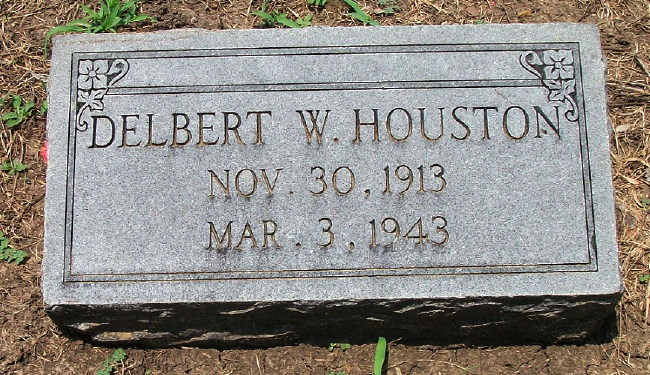 DELBERT W. HOUSTON
NOV. 30, 1913
MAR. 3, 1943